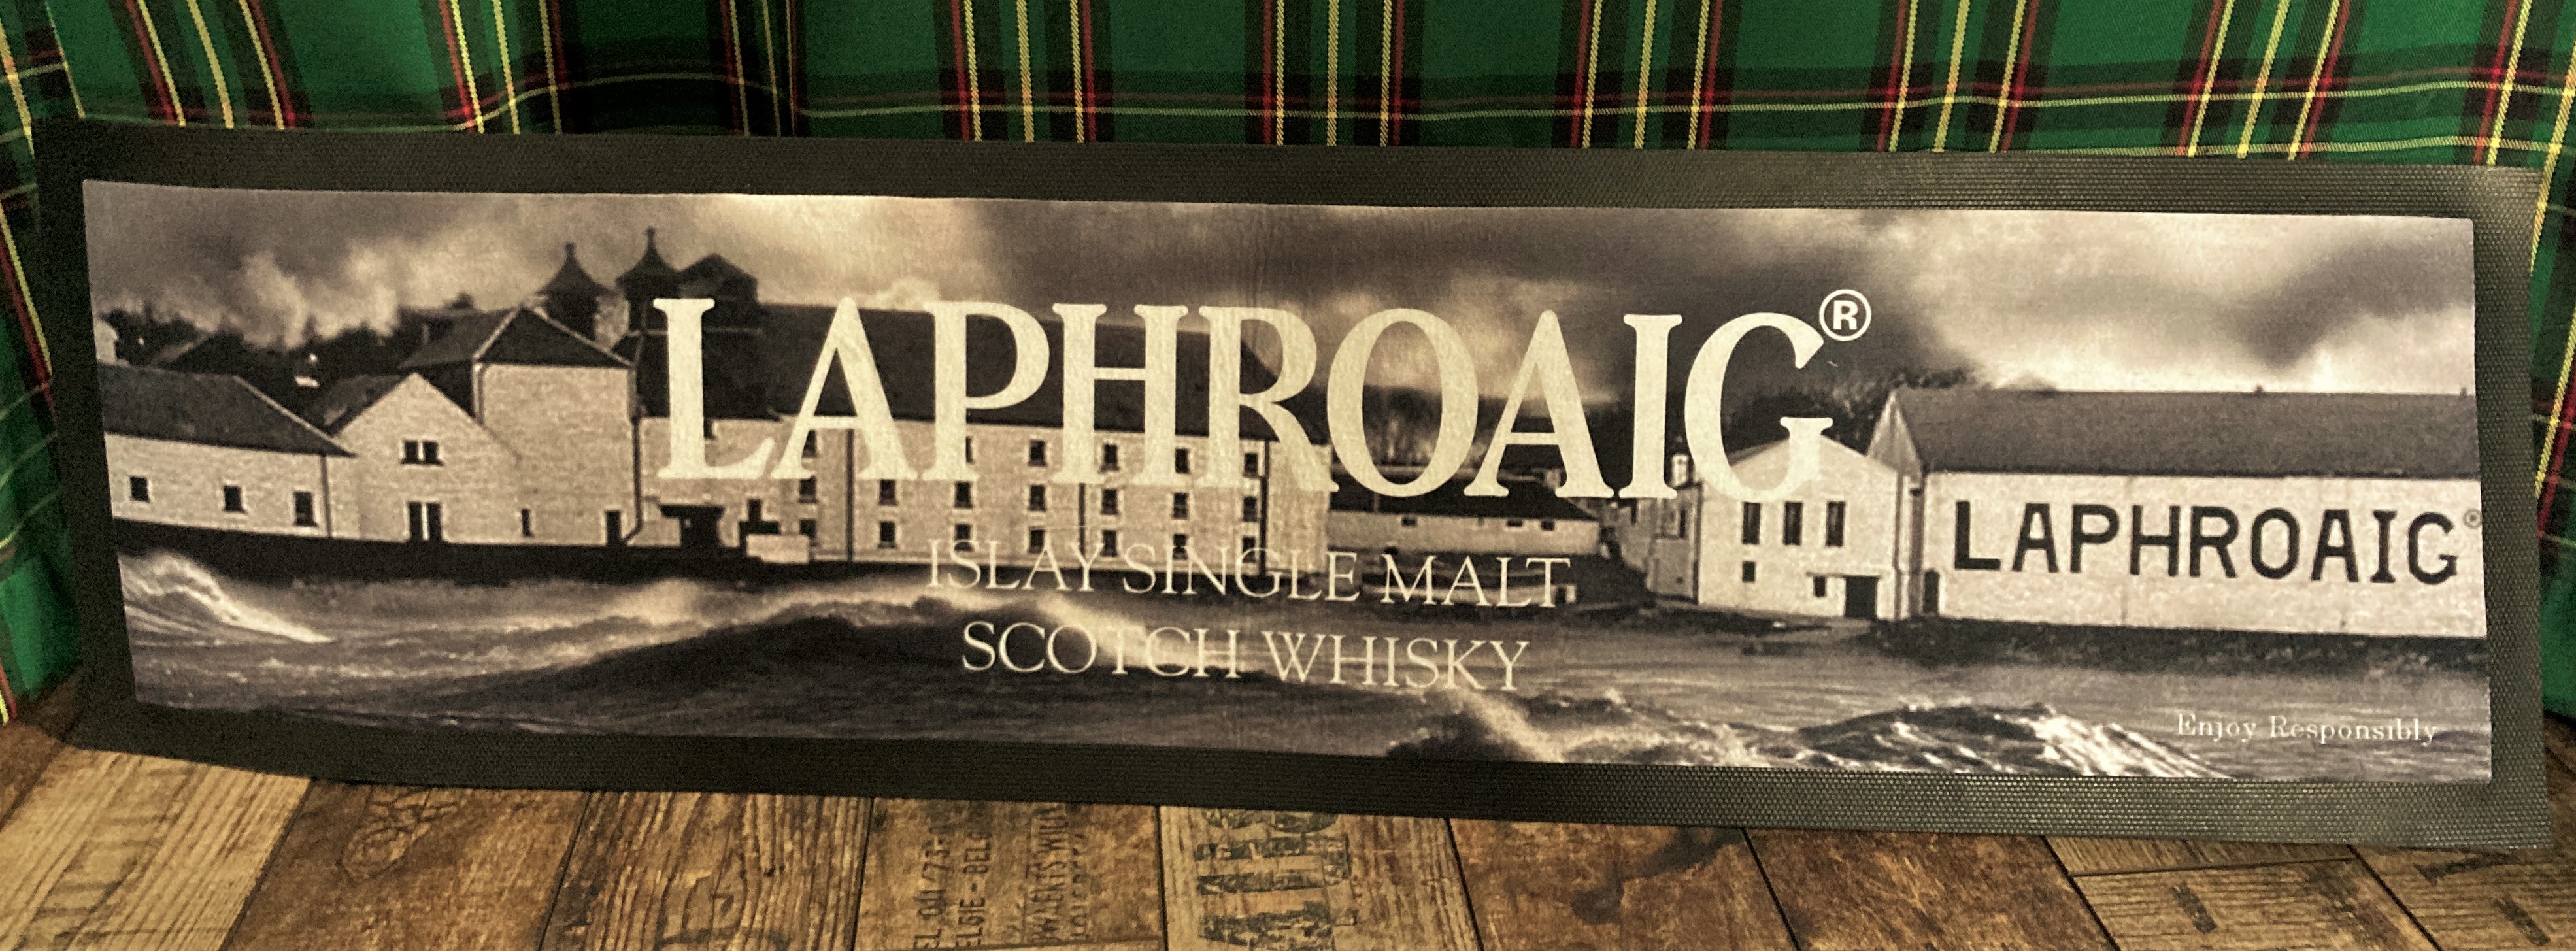 LAPHROAIG®
LAPHROAIG®
ISLAY SINGLE MALT
SCOTCH WHISKY
Enjoy Responsibly